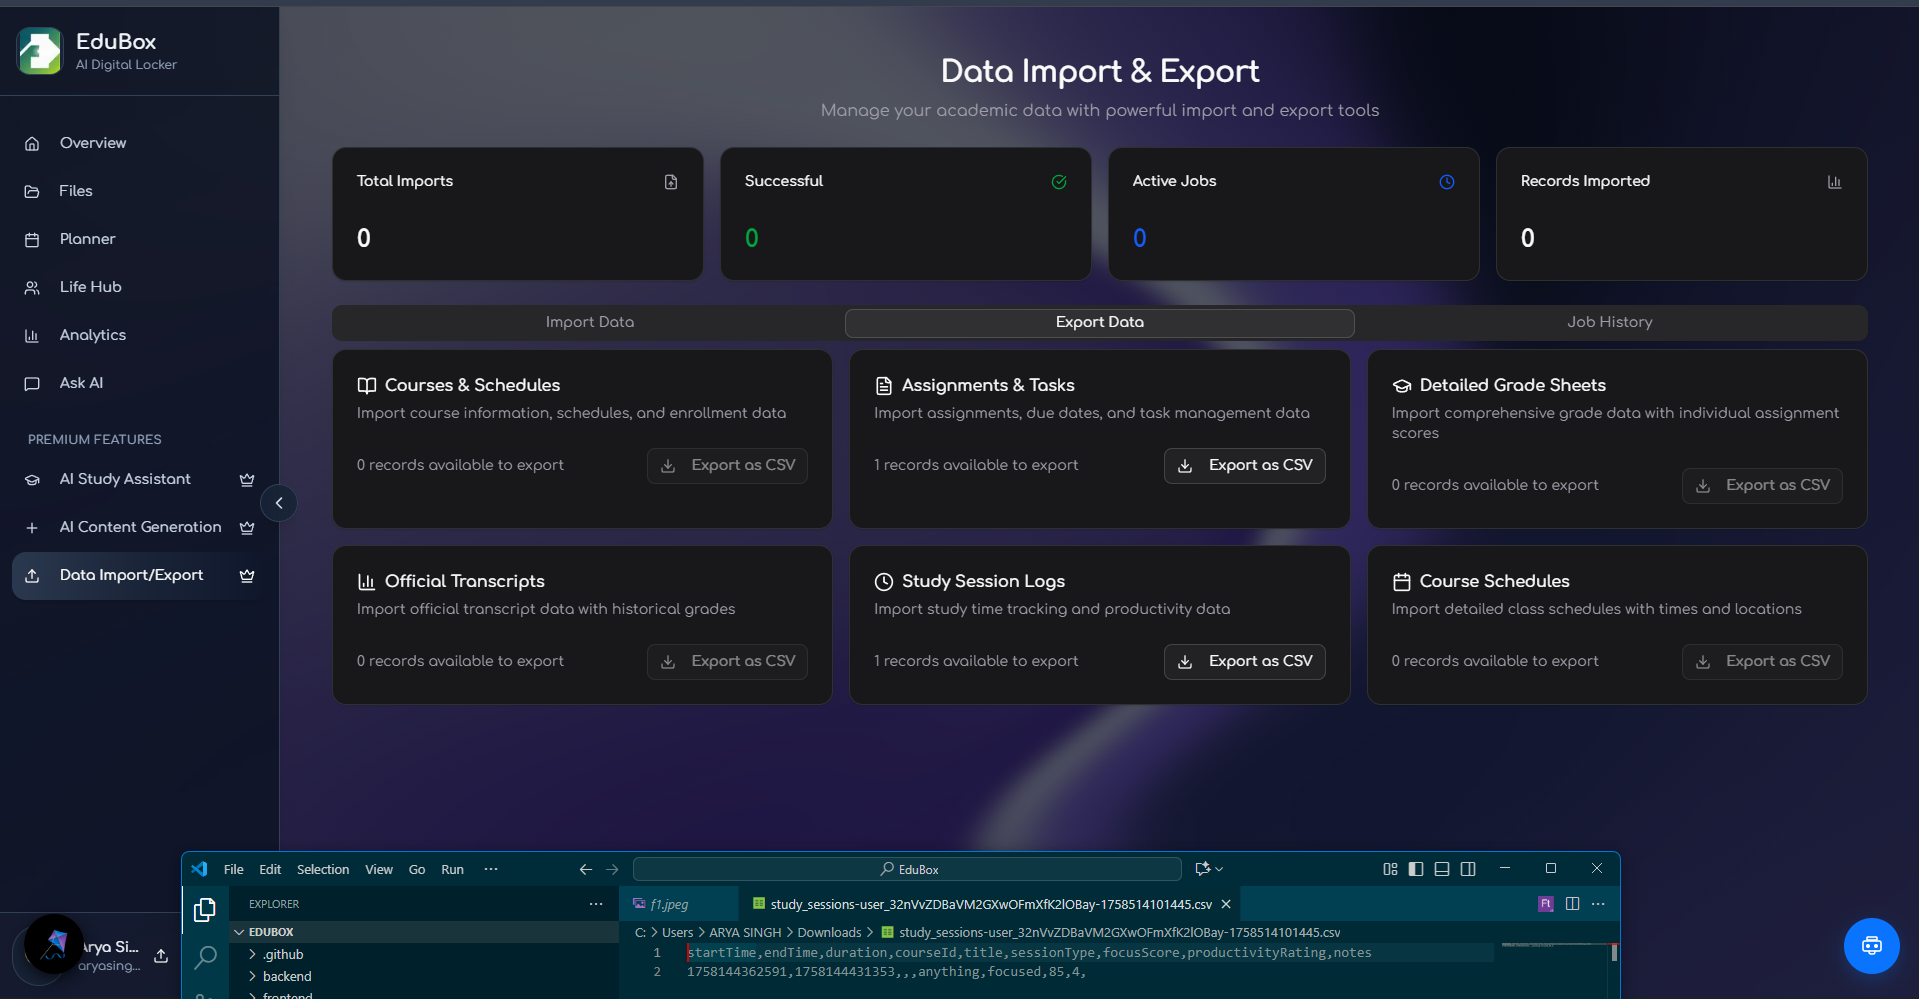 EduBox
AI Digital Locker
Overview
Files
Planner
Life Hub
Analytics
Ask AI
PREMIUM FEATURES
AI Study Assistant
AI Content Generation
Data Import/Export
Arya Si...
aryasing...
Data Import & Export
Manage your academic data with powerful import and export tools
Total Imports
0
Successful
0
Active Jobs
0
Records Imported
0
Import Data
Export Data
Job History
Courses & Schedules
Import course information, schedules, and enrollment data
0 records available to export
Export as CSV
Assignments & Tasks
Import assignments, due dates, and task management data
1 records available to export
Export as CSV
Detailed Grade Sheets
Import comprehensive grade data with individual assignment
scores
0 records available to export
Export as CSV
Official Transcripts
Import official transcript data with historical grades
0 records available to export
Export as CSV
Study Session Logs
Import study time tracking and productivity data
1 records available to export
Export as CSV
Course Schedules
Import detailed class schedules with times and locations
0 records available to export
Export as CSV
File Edit Selection View Go Run ···
EduBox
EXPLORER ···
EDUBOX
.github
backend
frontend
f1.jpeg
study_sessions-user_32nVvZDBaVM2GXwOFmXfK2lOBay-1758514101445.csv
Ft
C: > Users > ARYA SINGH > Downloads > study_sessions-user_32nVvZDBaVM2GXwOFmXfK2lOBay-1758514101445.csv
1 startTime,endTime,duration,courseId,title,sessionType,focusScore,productivityRating,notes
2 1758144362591,1758144431353,,,anything,focused,85,4,